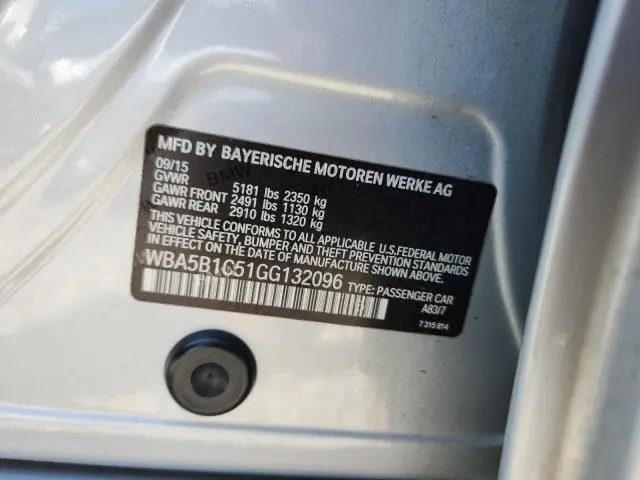 MFD BY BAYERISCHE MOTOREN WERKE AG
09/15
GVWR 5181 lbs 2350 kg
GAWR FRONT 2491 lbs 1130 kg
GAWR REAR 2910 lbs 1320 kg
THIS VEHICLE CONFORMS TO ALL APPLICABLE U.S.FEDERAL MOTOR
VEHICLE SAFETY, BUMPER, AND THEFT PREVENTION STANDARDS
IN EFFECT ON THE DATE OF MANUFACTURE SHOWN ABOVE.
WBA5B1C51GG132096 TYPE: PASSENGER CAR
A83/7
7 315 814
BMW